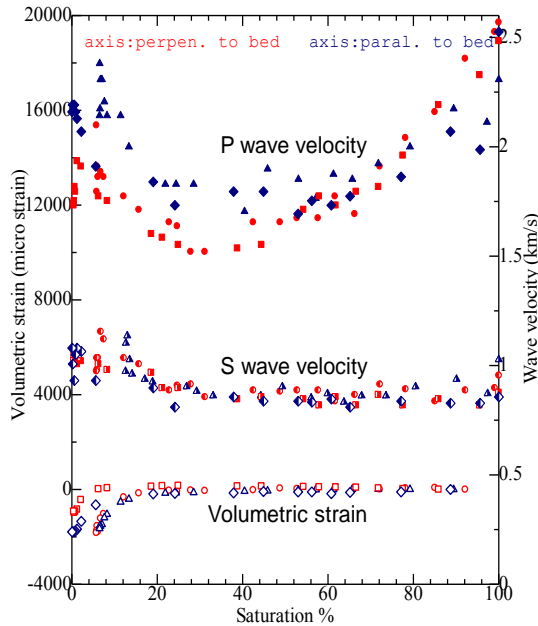 axis:perpen. to bed
axis:paral. to bed
20000
16000
12000
8000
4000
0
-4000
Volumetric strain (micro strain)
P wave velocity
S wave velocity
Volumetric strain
2.5
2
1.5
1
0.5
0
Wave velocity(km/s)
0
20
40
60
80
100
Saturation %